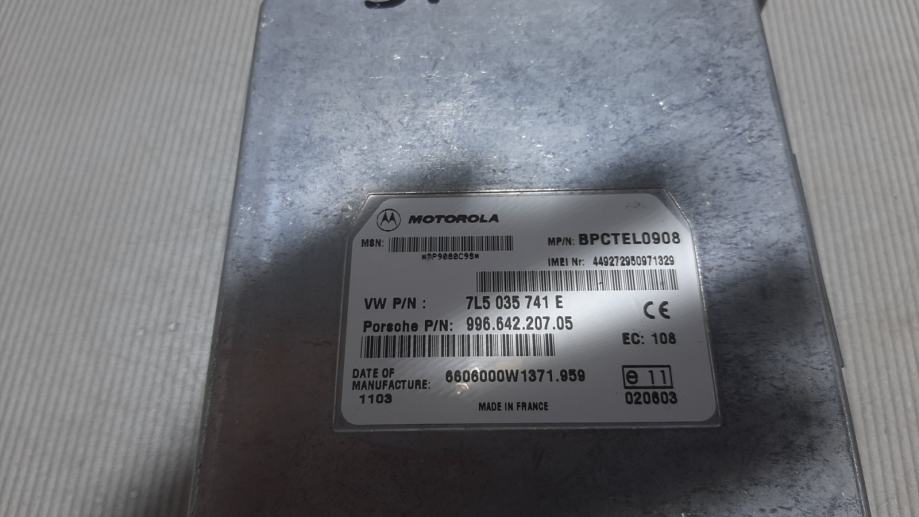 MOTOROLA
MSN:
MP/N: BPCTEL0908
IMEI Nr: 449272950971329
VW P/N : 7L5 035 741 E
Porsche P/N: 996.642.207.05
CE
EC: 108
DATE OF
MANUFACTURE:
1103
6606000W1371.959
e 11
020603
MADE IN FRANCE